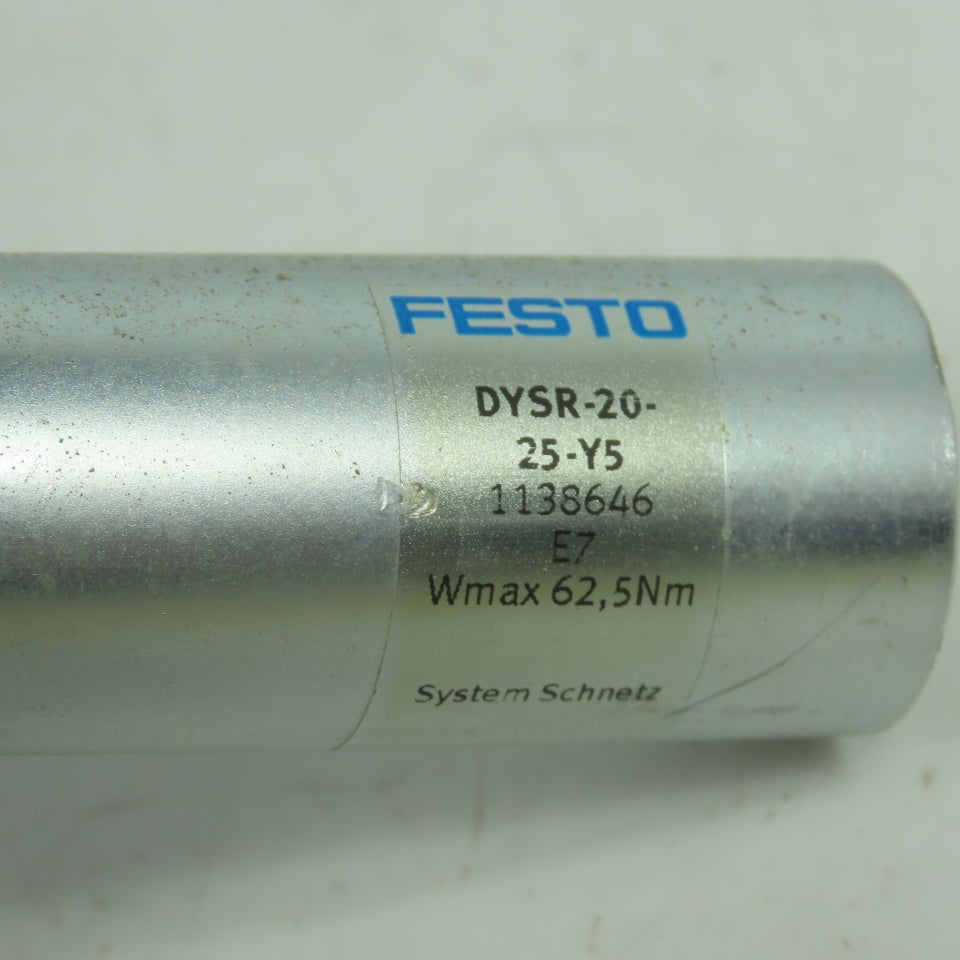 FESTO
DYSR-20-
25-Y5
1138646
E7
Wmax 62,5Nm
System Schnetz